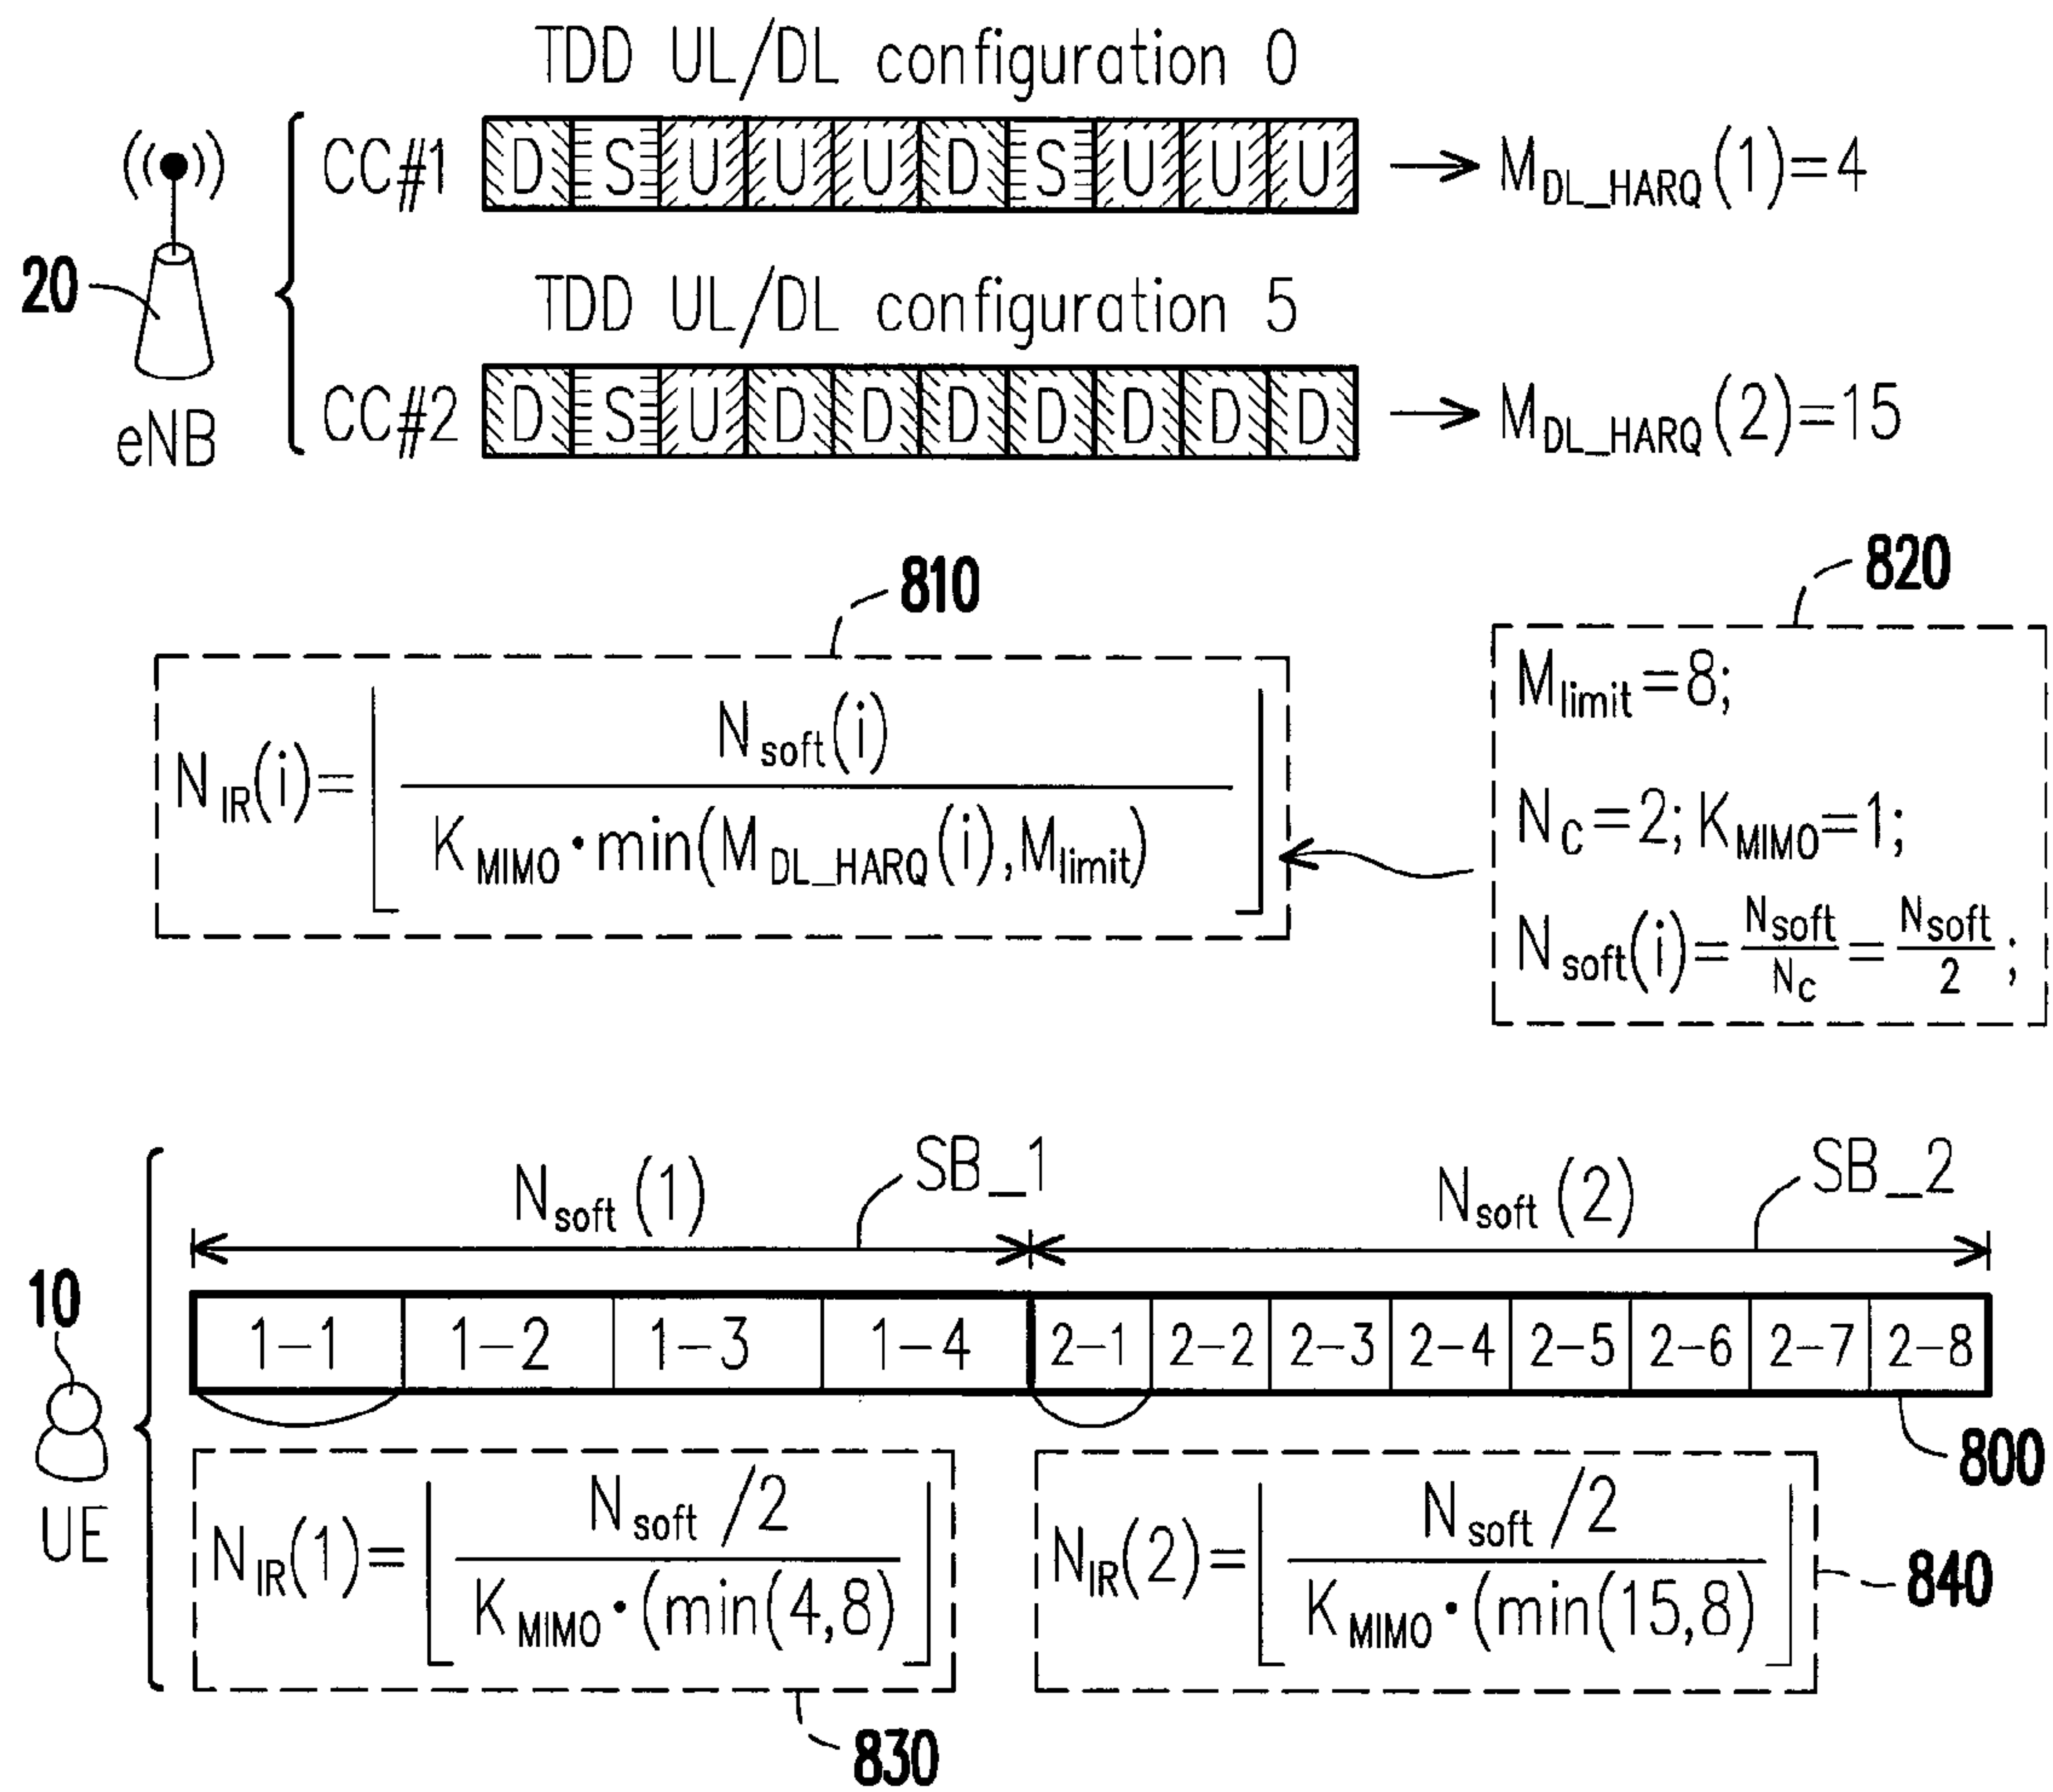 TDD UL/DL configuration 0
CC#1 D S U U U D S U U U M_DL_HARQ(1)=4
20
TDD UL/DL configuration 5
CC#2 D S U D D D D D D D M_DL_HARQ(2)=15
eNB
810
820
N_IR(i)=⌊N_soft(i) / K_MIMO·min(M_DL_HARQ(i),M_limit)⌋
M_limit=8;
N_C=2; K_MIMO=1;
N_soft(i)=N_soft/N_C=N_soft/2;
N_soft(1) SB_1 N_soft(2) SB_2
10
1-1 1-2 1-3 1-4 2-1 2-2 2-3 2-4 2-5 2-6 2-7 2-8
800
UE
N_IR(1)=⌊N_soft/2 / K_MIMO·(min(4,8)⌋
N_IR(2)=⌊N_soft/2 / K_MIMO·(min(15,8)⌋
840
830